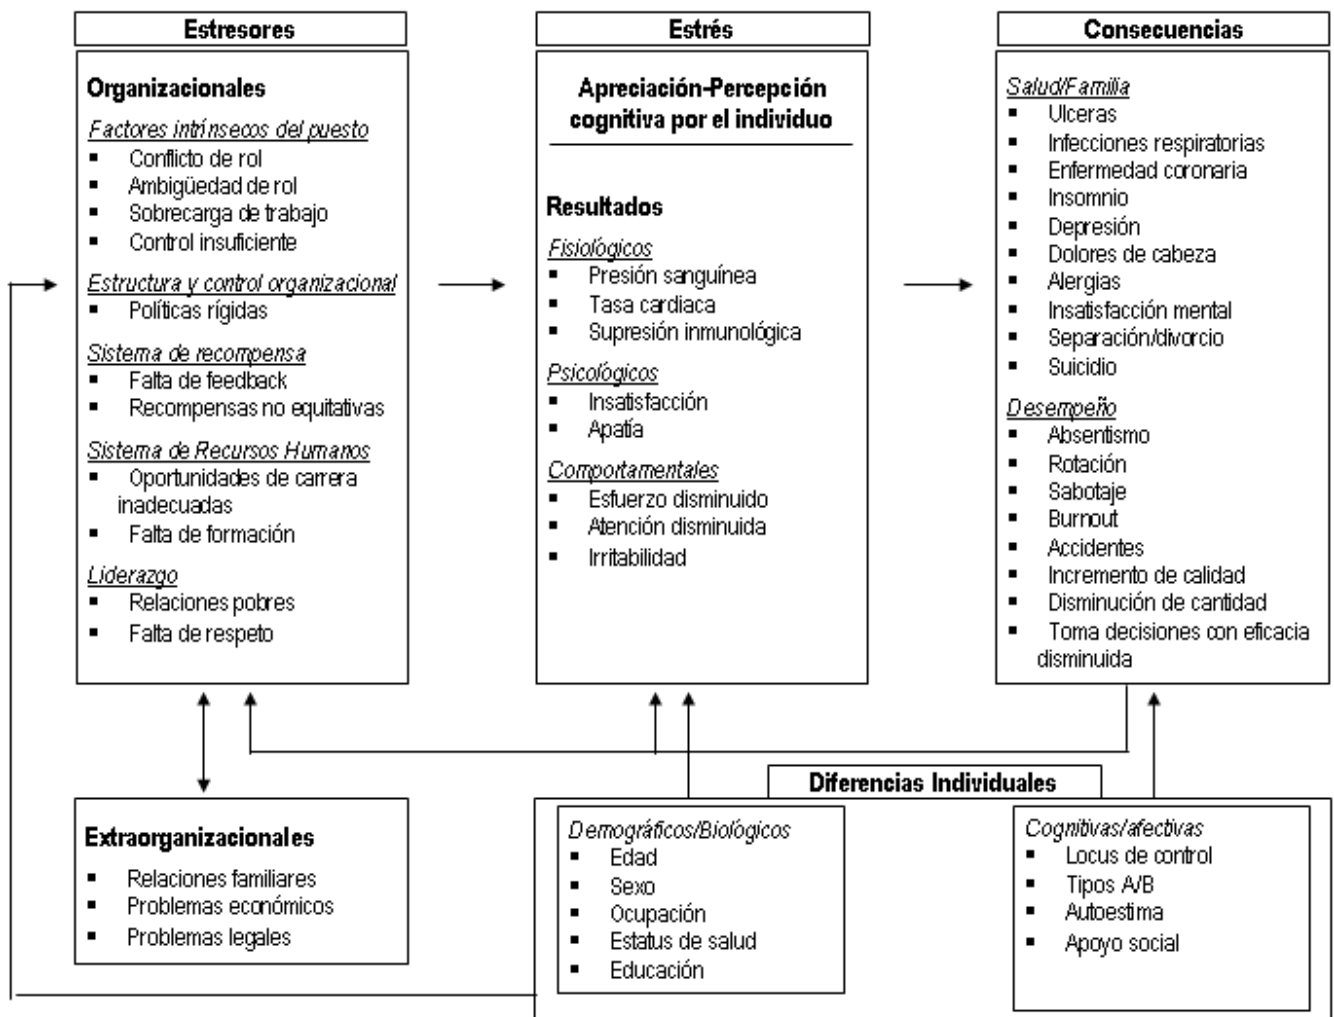 Estresores
Organizacionales
Factores intrínsecos del puesto
▪ Conflicto de rol
▪ Ambigüedad de rol
▪ Sobrecarga de trabajo
▪ Control insuficiente
Estructura y control organizacional
▪ Políticas rígidas
Sistema de recompensa
▪ Falta de feedback
▪ Recompensas no equitativas
Sistema de Recursos Humanos
▪ Oportunidades de carrera
inadecuadas
▪ Falta de formación
Liderazgo
▪ Relaciones pobres
▪ Falta de respeto
Estrés
Apreciación-Percepción
cognitiva por el individuo
Resultados
Fisiológicos
▪ Presión sanguínea
▪ Tasa cardiaca
▪ Supresión inmunológica
Psicológicos
▪ Insatisfacción
▪ Apatía
Comportamentales
▪ Esfuerzo disminuido
▪ Atención disminuida
▪ Irritabilidad
Consecuencias
Salud/Familia
▪ Ulceras
▪ Infecciones respiratorias
▪ Enfermedad coronaria
▪ Insomnio
▪ Depresión
▪ Dolores de cabeza
▪ Alergias
▪ Insatisfacción mental
▪ Separación/divorcio
▪ Suicidio
Desempeño
▪ Absentismo
▪ Rotación
▪ Sabotaje
▪ Burnout
▪ Accidentes
▪ Incremento de calidad
▪ Disminución de cantidad
▪ Toma decisiones con eficacia
disminuida
Extraorganizacionales
▪ Relaciones familiares
▪ Problemas económicos
▪ Problemas legales
Diferencias Individuales
Demográficos/Biológicos
▪ Edad
▪ Sexo
▪ Ocupación
▪ Estatus de salud
▪ Educación
Cognitivas/afectivas
▪ Locus de control
▪ Tipos A/B
▪ Autoestima
▪ Apoyo social